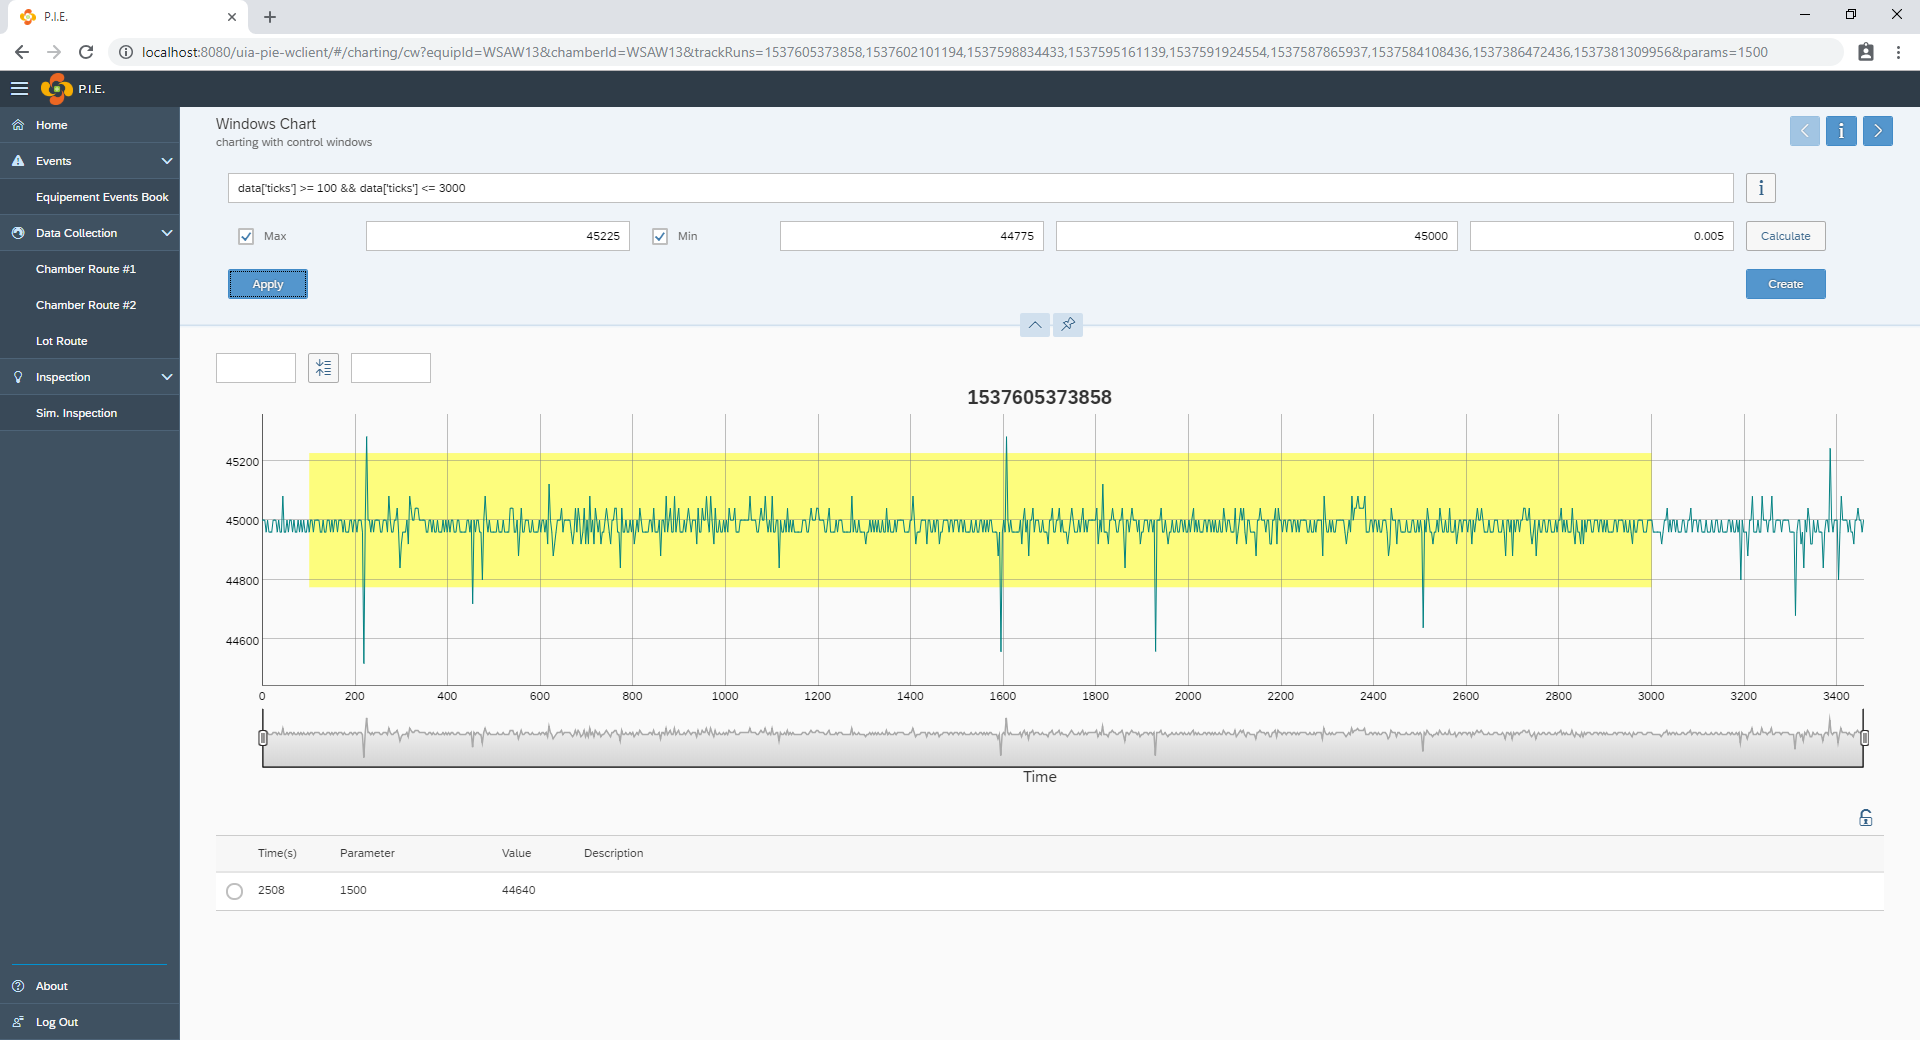 P.I.E.
localhost:8080/uia-pie-wclient/#/charting/cw?equipId=WSAW13&chamberId=WSAW13&trackRuns=1537605373858,1537602101194,1537598834433,1537595161139,1537591924554,1537587865937,1537584108436,1537386472436,1537381309956&params=1500
P.I.E.
Home
Events
Equipement Events Book
Data Collection
Chamber Route #1
Chamber Route #2
Lot Route
Inspection
Sim. Inspection
About
Log Out
Windows Chart
charting with control windows
data['ticks'] >= 100 && data['ticks'] <= 3000
Max 45225 Min 44775 45000 0.005 Calculate
Apply Create
1537605373858
45200
45000
44800
44600
0 200 400 600 800 1000 1200 1400 1600 1800 2000 2200 2400 2600 2800 3000 3200 3400
Time
Time(s) Parameter Value Description
2508 1500 44640